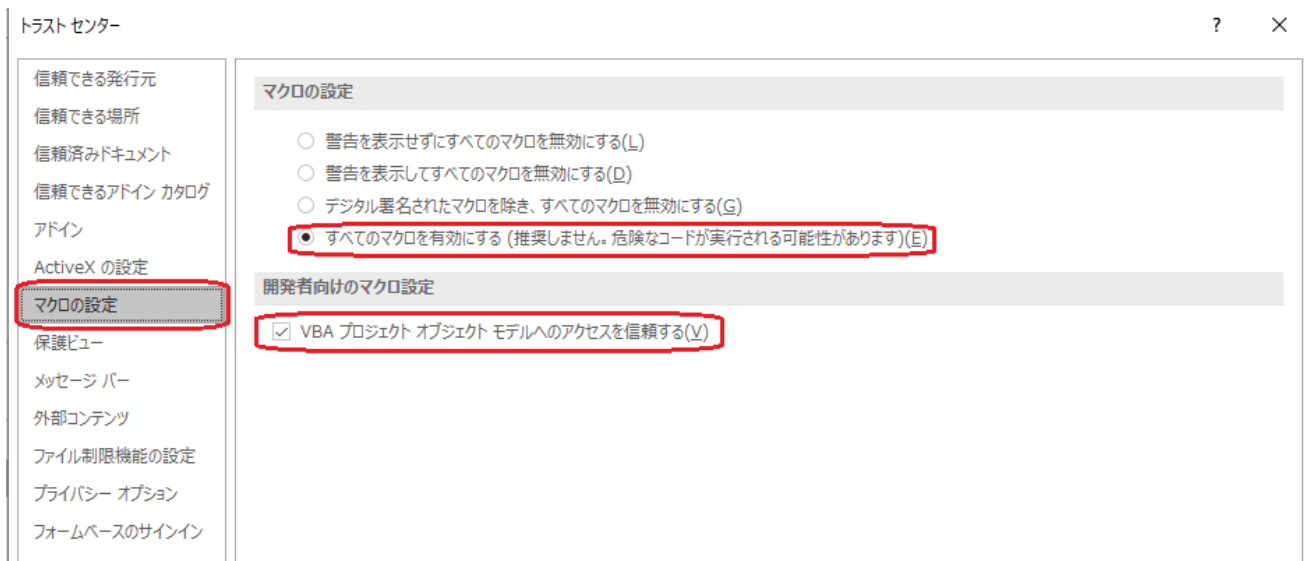 トラスト センター
? ×
信頼できる発行元
信頼できる場所
信頼済みドキュメント
信頼できるアドイン カタログ
アドイン
ActiveX の設定
マクロの設定
保護ビュー
メッセージ バー
外部コンテンツ
ファイル制限機能の設定
プライバシー オプション
フォームベースのサインイン
マクロの設定
警告を表示せずにすべてのマクロを無効にする(L)
警告を表示してすべてのマクロを無効にする(D)
デジタル署名されたマクロを除き、すべてのマクロを無効にする(G)
すべてのマクロを有効にする (推奨しません。危険なコードが実行される可能性があります)(E)
開発者向けのマクロ設定
VBA プロジェクト オブジェクト モデルへのアクセスを信頼する(V)